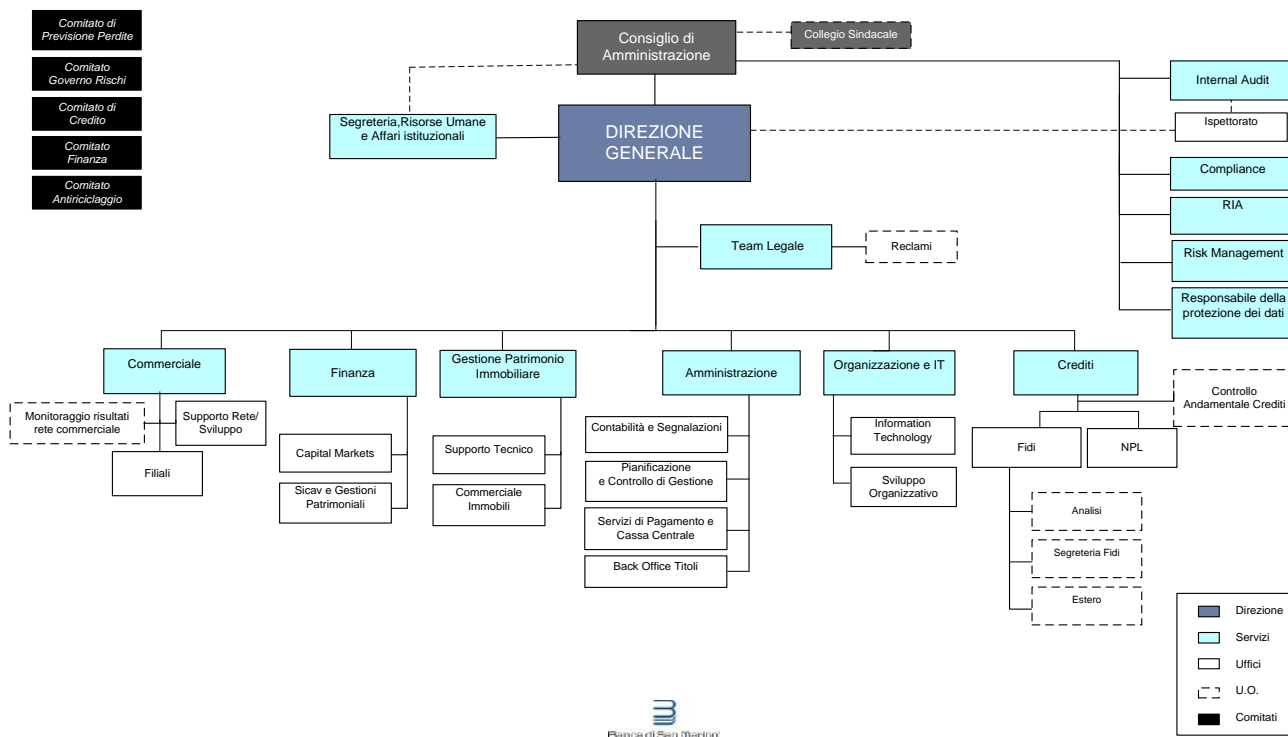 Comitato di
Previsione Perdite
Comitato
Governo Rischi
Comitato di
Credito
Comitato
Finanza
Comitato
Antiriciclaggio
Consiglio di
Amministrazione
Collegio Sindacale
Segreteria,Risorse Umane
e Affari istituzionali
DIREZIONE
GENERALE
Internal Audit
Ispettorato
Compliance
RIA
Risk Management
Responsabile della
protezione dei dati
Team Legale
Reclami
Commerciale
Finanza
Gestione Patrimonio
Immobiliare
Amministrazione
Organizzazione e IT
Crediti
Monitoraggio risultati
rete commerciale
Supporto Rete/
Sviluppo
Filiali
Capital Markets
Sicav e Gestioni
Patrimoniali
Supporto Tecnico
Commerciale
Immobili
Contabilità e Segnalazioni
Pianificazione
e Controllo di Gestione
Servizi di Pagamento e
Cassa Centrale
Back Office Titoli
Information
Technology
Sviluppo
Organizzativo
Controllo
Andamentale Crediti
Fidi
NPL
Analisi
Segreteria Fidi
Estero
Direzione
Servizi
Uffici
U.O.
Comitati
Banca di San Marino